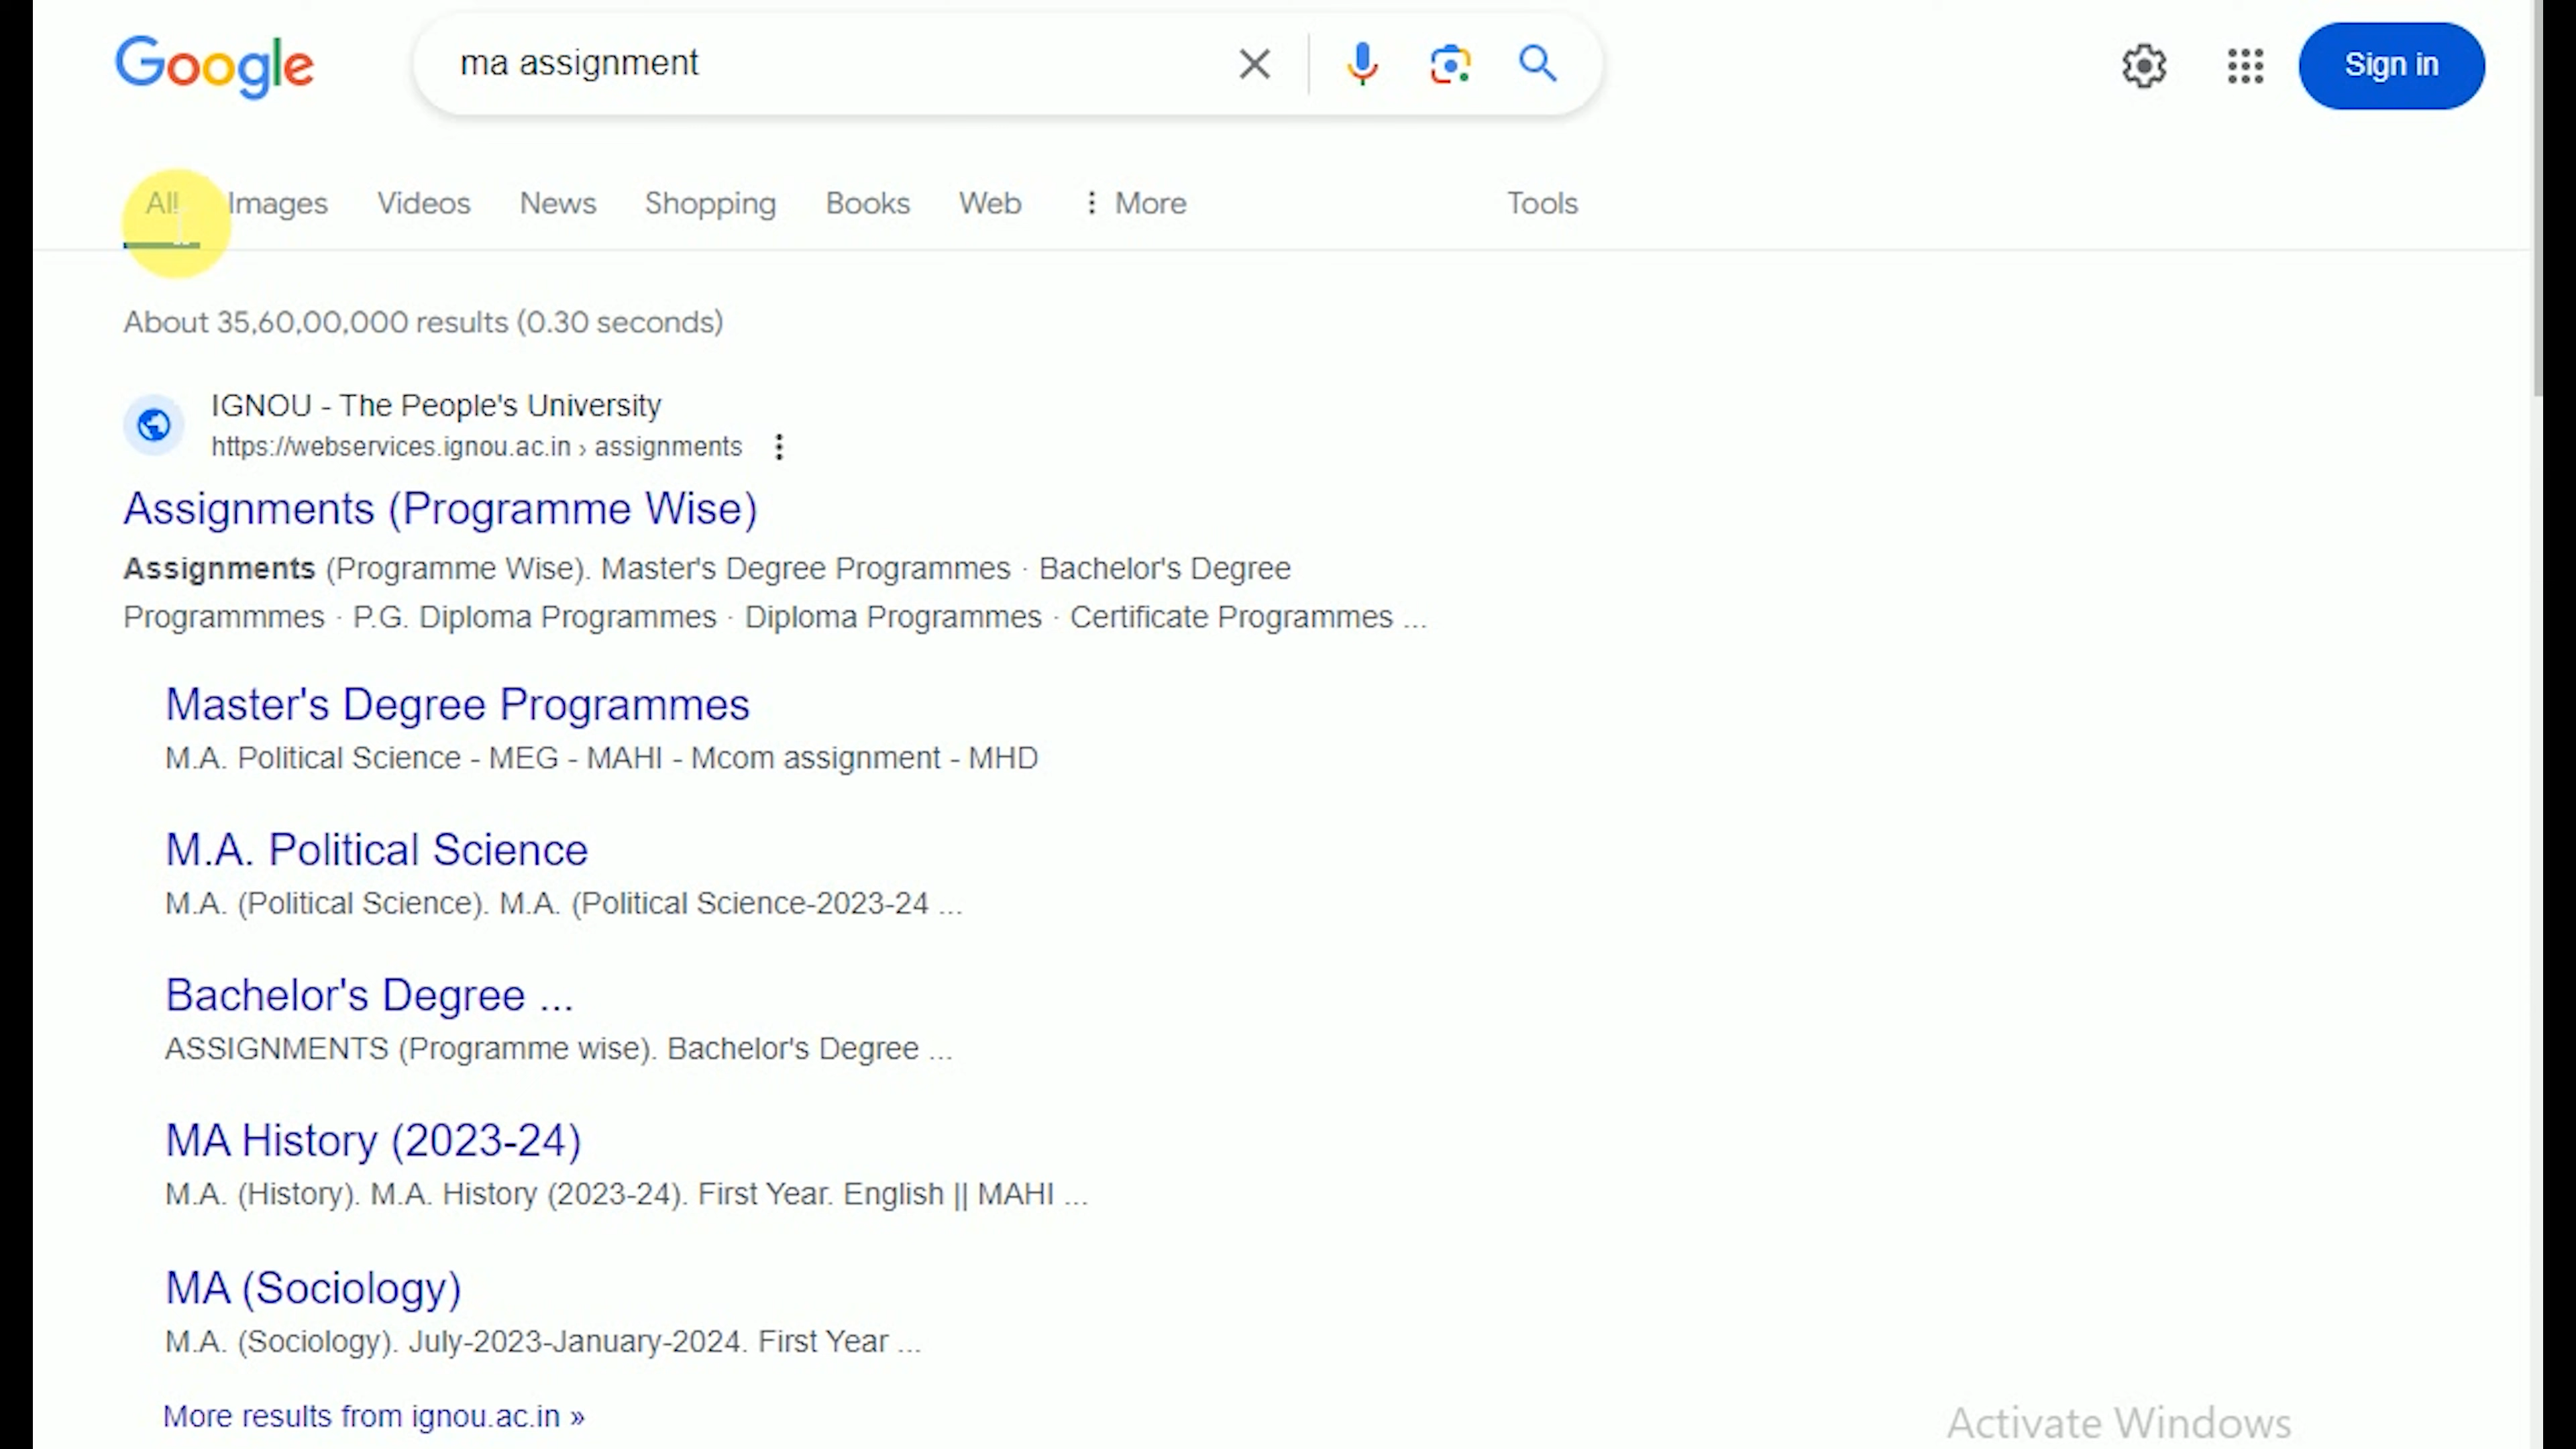 Google
ma assignment
Sign in
All Images Videos News Shopping Books Web More Tools
About 35,60,00,000 results (0.30 seconds)
IGNOU - The People's University
https://webservices.ignou.ac.in › assignments
Assignments (Programme Wise)
Assignments (Programme Wise). Master's Degree Programmes · Bachelor's Degree
Programmmes · P.G. Diploma Programmes · Diploma Programmes · Certificate Programmes ...
Master's Degree Programmes
M.A. Political Science - MEG - MAHI - Mcom assignment - MHD
M.A. Political Science
M.A. (Political Science). M.A. (Political Science-2023-24 ...
Bachelor's Degree ...
ASSIGNMENTS (Programme wise). Bachelor's Degree ...
MA History (2023-24)
M.A. (History). M.A. History (2023-24). First Year. English || MAHI ...
MA (Sociology)
M.A. (Sociology). July-2023-January-2024. First Year ...
More results from ignou.ac.in »
Activate Windows